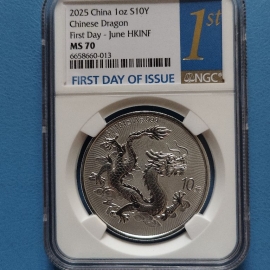 2025 China 1oz S10Y
Chinese Dragon
First Day - June HKINF
MS 70
6658660-013
1st
FIRST DAY OF ISSUE
NGC
10